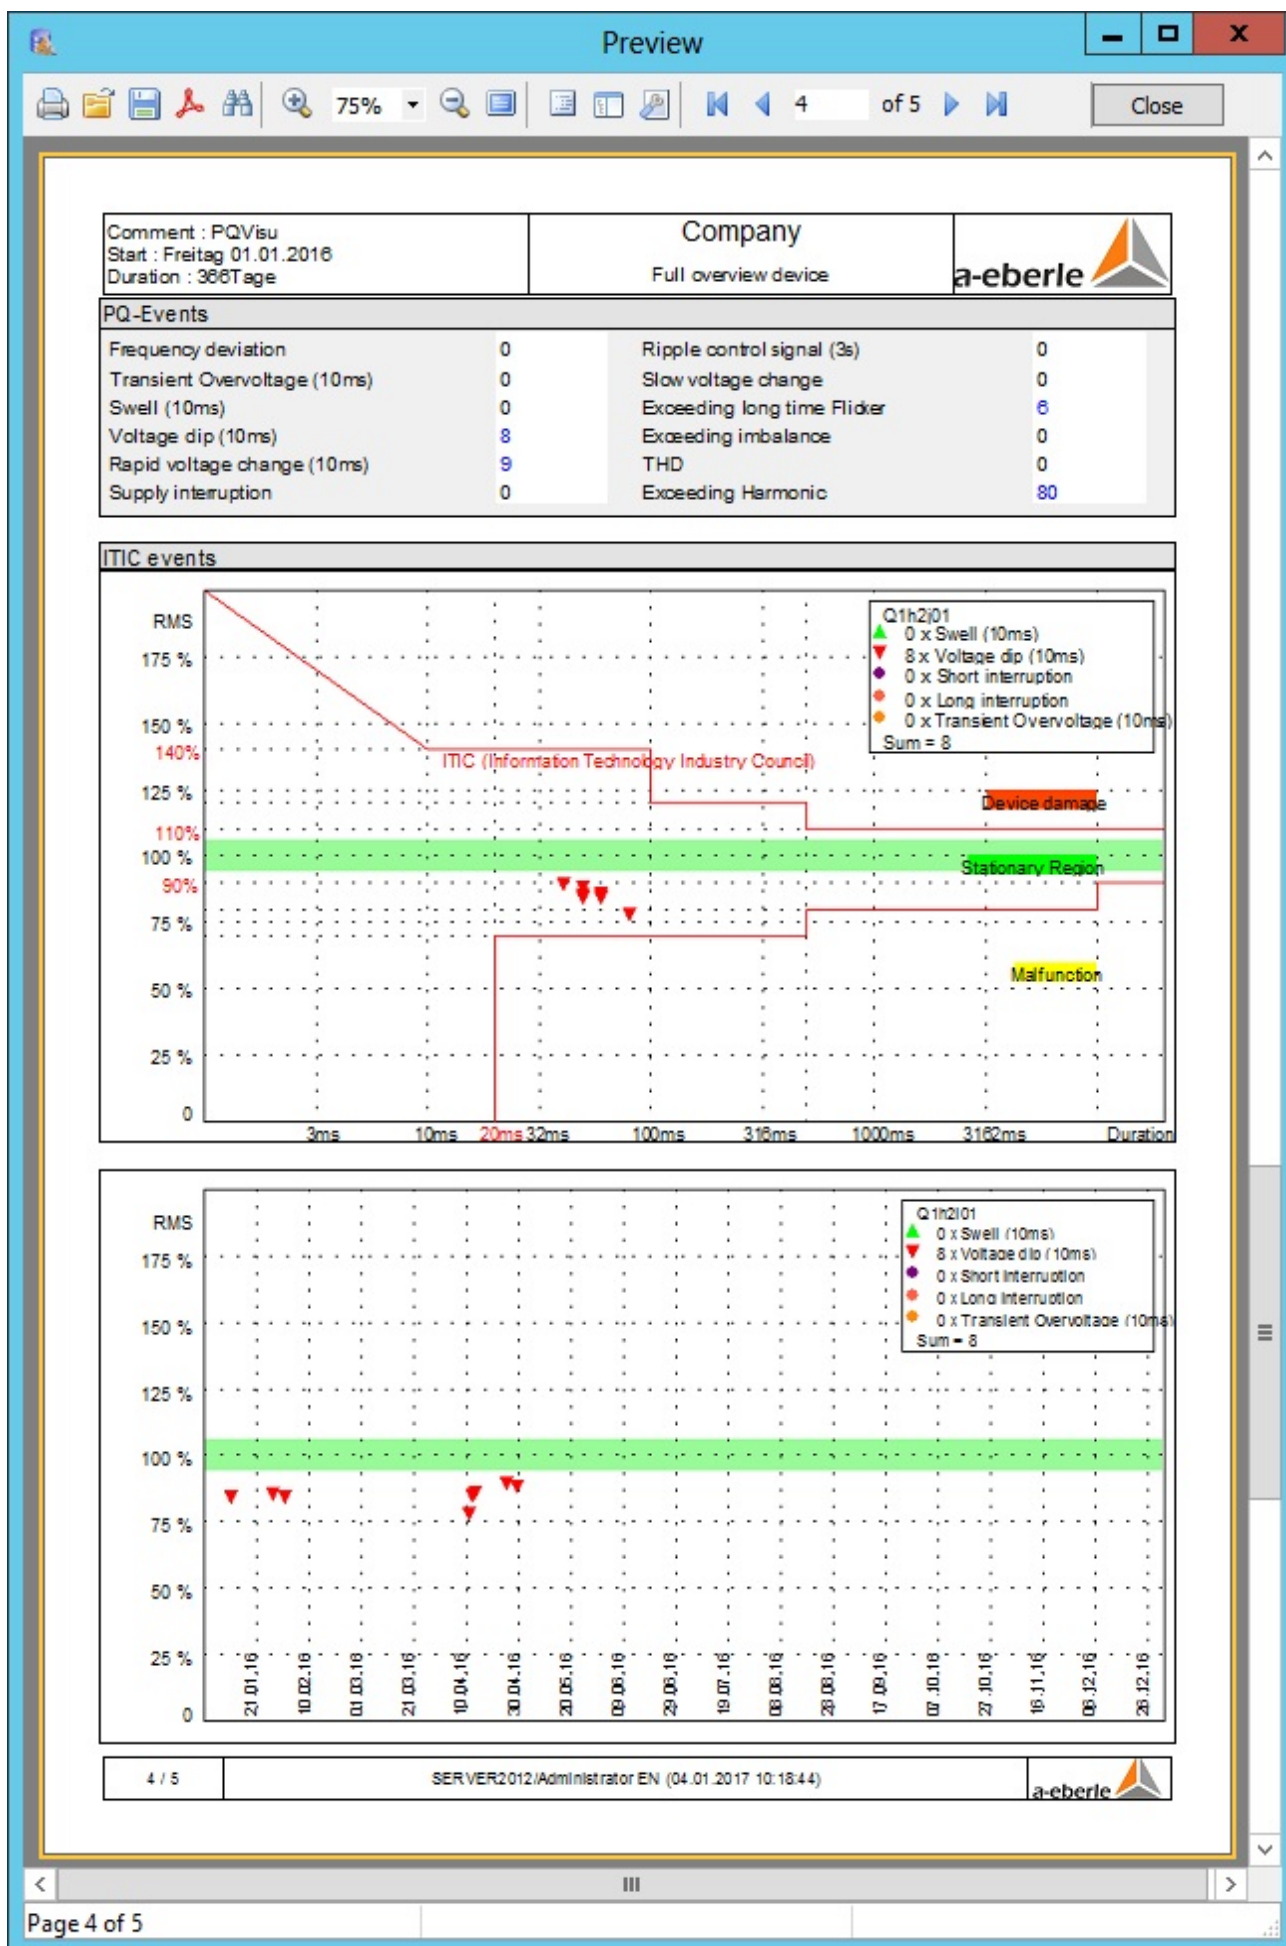 Preview
X
75%
4 of 5
Close
Comment : PQVisu
Start : Freitag 01.01.2016
Duration : 366Tage
Company
Full overview device
a-eberle
PQ-Events
Frequency deviation 0 Ripple control signal (3s) 0
Transient Overvoltage (10ms) 0 Slow voltage change 0
Swell (10ms) 0 Exceeding long time Flicker 6
Voltage dip (10ms) 8 Exceeding imbalance 0
Rapid voltage change (10ms) 9 THD 0
Supply interruption 0 Exceeding Harmonic 80
ITIC events
RMS
175 %
150 %
140%
125 %
110%
100 %
90%
75 %
50 %
25 %
0
Q1h2j01
0 x Swell (10ms)
8 x Voltage dip (10ms)
0 x Short interruption
0 x Long interruption
0 x Transient Overvoltage (10ms)
Sum = 8
ITIC (Information Technology Industry Council)
Device damage
Stationary Region
Malfunction
3ms 10ms 20ms 32ms 100ms 316ms 1000ms 3162ms Duration
RMS
175 %
150 %
125 %
100 %
75 %
50 %
25 %
0
Q1h2j01
0 x Swell (10ms)
8 x Voltage dip (10ms)
0 x Short interruption
0 x Long interruption
0 x Transient Overvoltage (10ms)
Sum = 8
21.01.16
10.02.16
01.03.16
21.03.16
10.04.16
30.04.16
20.05.16
09.06.16
29.06.16
19.07.16
08.08.16
28.08.16
17.09.16
07.10.16
27.10.16
16.11.16
06.12.16
26.12.16
4 / 5
SERVER2012/Administrator EN (04.01.2017 10:18:44)
a-eberle
Page 4 of 5